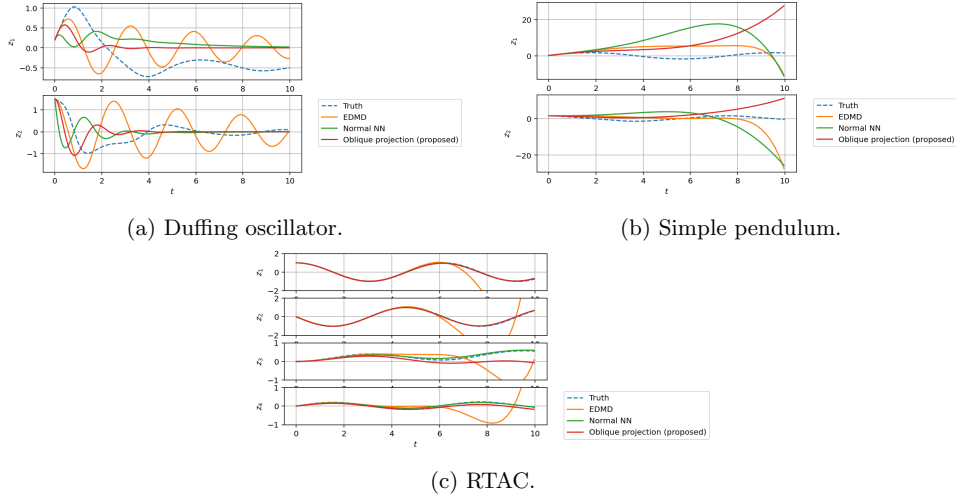 1.0
0.5
0.0
−0.5
z₁
0 2 4 6 8 10
1
0
−1
z₂
0 2 4 6 8 10
t
Truth
EDMD
Normal NN
Oblique projection (proposed)
(a) Duffing oscillator.
20
0
z₁
0 2 4 6 8 10
0
−20
z₂
0 2 4 6 8 10
t
Truth
EDMD
Normal NN
Oblique projection (proposed)
(b) Simple pendulum.
2
0
−2
z₁
2
0
−2
z₂
1
0
−1
z₃
1
0
−1
z₄
0 2 4 6 8 10
t
Truth
EDMD
Normal NN
Oblique projection (proposed)
(c) RTAC.